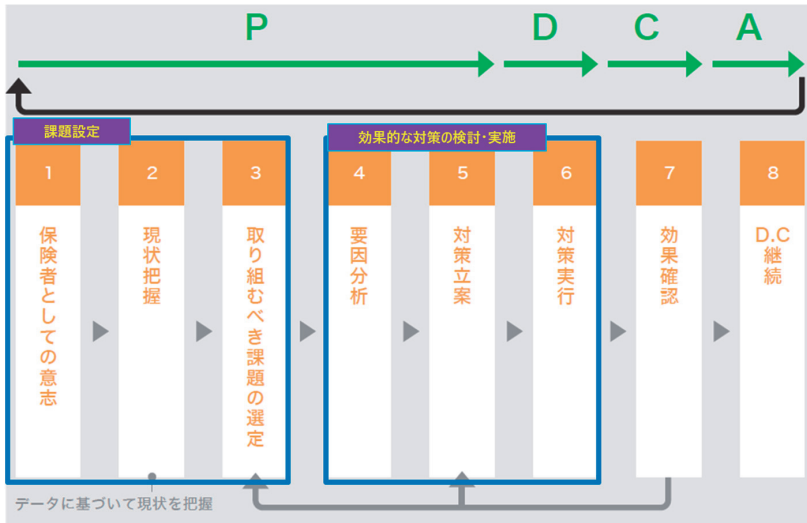 P
D
C
A
課題設定
効果的な対策の検討・実施
1
2
3
4
5
6
7
8
保険者としての意志
現状把握
取り組むべき課題の選定
要因分析
対策立案
対策実行
効果確認
D.C
継続
データに基づいて現状を把握